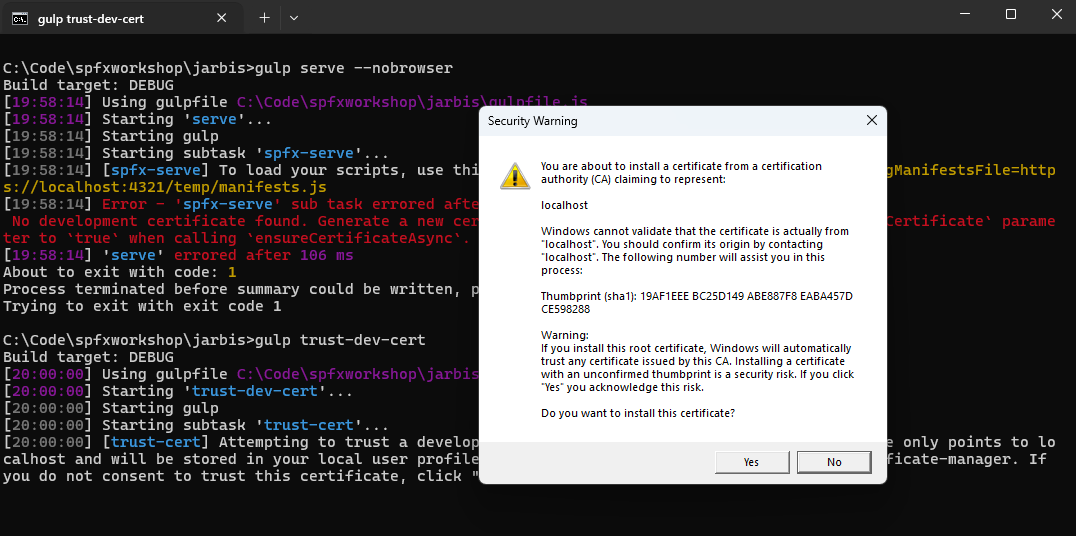 gulp trust-dev-cert
C:\Code\spfxworkshop\jarbis>gulp serve --nobrowser
Build target: DEBUG
[19:58:14] Using gulpfile C:\Code\spfxworkshop\jarbis\gulpfile.js
[19:58:14] Starting 'serve'...
[19:58:14] Starting gulp
[19:58:14] Starting subtask 'spfx-serve'...
[19:58:14] [spfx-serve] To load your scripts, use thi gManifestsFile=http
s://localhost:4321/temp/manifests.js
[19:58:14] Error - 'spfx-serve' sub task errored afte
No development certificate found. Generate a new cer Certificate` parame
ter to `true` when calling `ensureCertificateAsync`.
[19:58:14] 'serve' errored after 106 ms
About to exit with code: 1
Process terminated before summary could be written, p
Trying to exit with exit code 1
C:\Code\spfxworkshop\jarbis>gulp trust-dev-cert
Build target: DEBUG
[20:00:00] Using gulpfile C:\Code\spfxworkshop\jarbis
[20:00:00] Starting 'trust-dev-cert'...
[20:00:00] Starting gulp
[20:00:00] Starting subtask 'trust-cert'...
[20:00:00] [trust-cert] Attempting to trust a develop e only points to lo
calhost and will be stored in your local user profile ficate-manager. If
you do not consent to trust this certificate, click "
Security Warning
You are about to install a certificate from a certification
authority (CA) claiming to represent:
localhost
Windows cannot validate that the certificate is actually from
"localhost". You should confirm its origin by contacting
"localhost". The following number will assist you in this
process:
Thumbprint (sha1): 19AF1EEE BC25D149 ABE887F8 EABA457D
CE598288
Warning:
If you install this root certificate, Windows will automatically
trust any certificate issued by this CA. Installing a certificate
with an unconfirmed thumbprint is a security risk. If you click
"Yes" you acknowledge this risk.
Do you want to install this certificate?
Yes
No